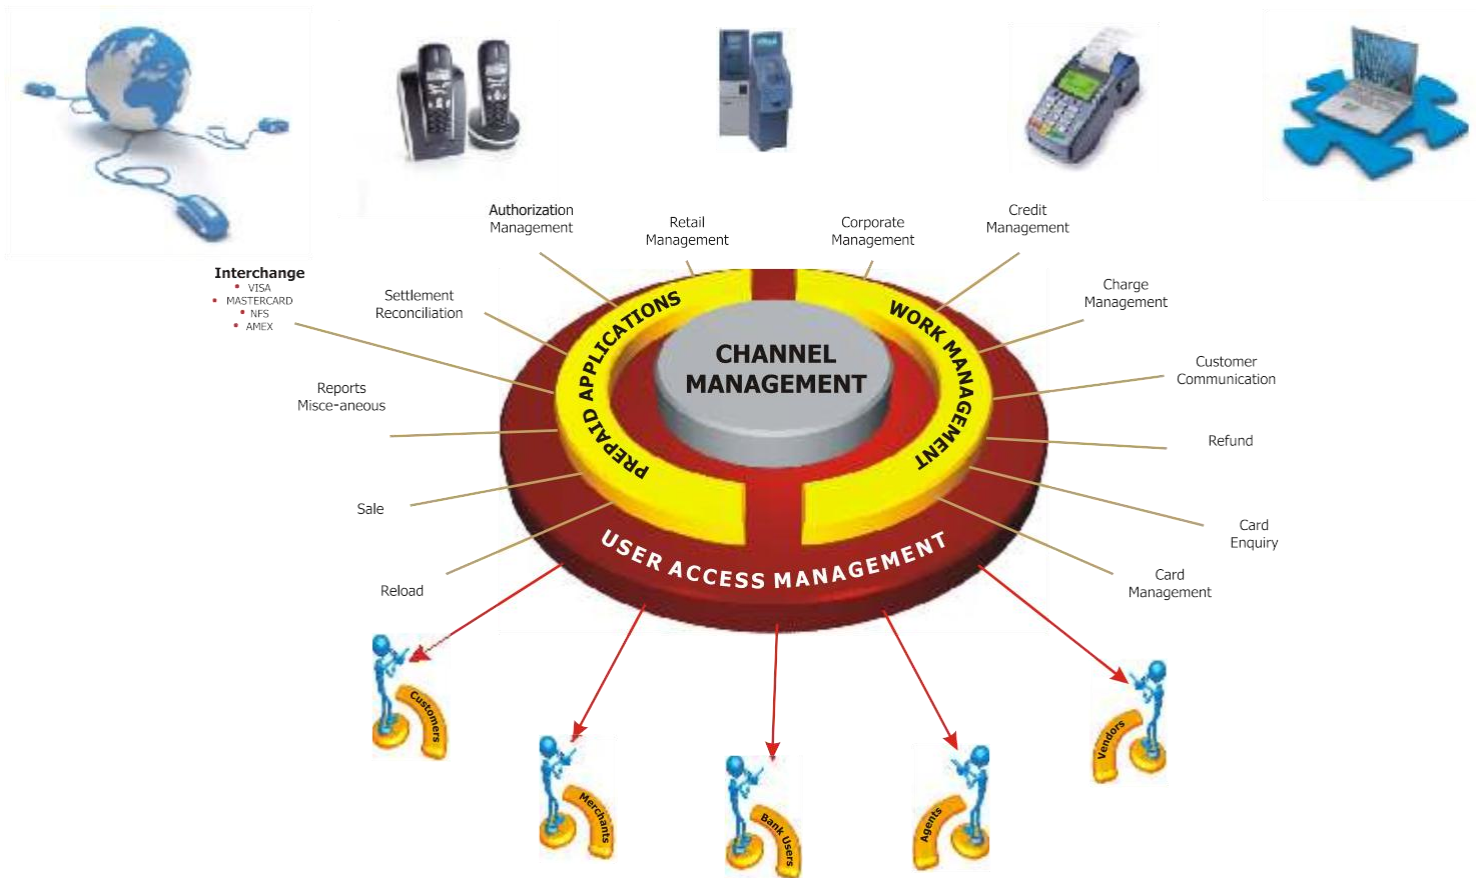 Authorization
Management
Retail
Management
Corporate
Management
Credit
Management
Interchange
• VISA
• MASTERCARD
• NFS
• AMEX
Settlement
Reconciliation
Charge
Management
Reports
Misce-aneous
Customer
Communication
Refund
Sale
Card
Enquiry
Reload
Card
Management
CHANNEL
MANAGEMENT
PREPAID APPLICATIONS
WORK MANAGEMENT
USER ACCESS MANAGEMENT
Customers
Merchants
Bank Users
Agents
Vendors